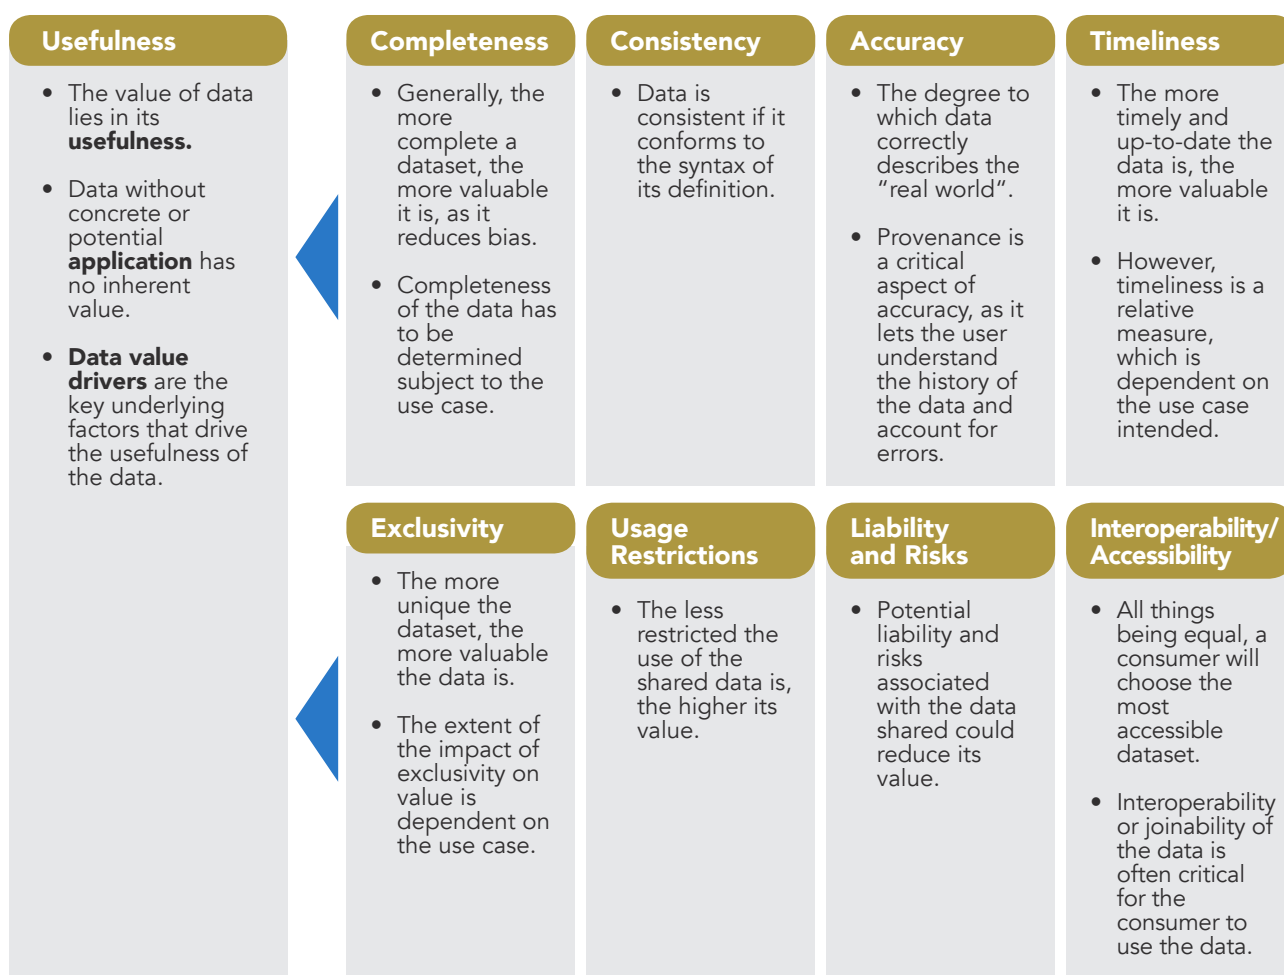 Usefulness
• The value of data
lies in its
usefulness.
• Data without
concrete or
potential
application has
no inherent
value.
• Data value
drivers are the
key underlying
factors that drive
the usefulness of
the data.
Completeness
• Generally, the
more
complete a
dataset, the
more valuable
it is, as it
reduces bias.
• Completeness
of the data has
to be
determined
subject to the
use case.
Consistency
• Data is
consistent if it
conforms to
the syntax of
its definition.
Accuracy
• The degree to
which data
correctly
describes the
“real world“.
• Provenance is
a critical
aspect of
accuracy, as it
lets the user
understand
the history of
the data and
account for
errors.
Timeliness
• The more
timely and
up-to-date the
data is, the
more valuable
it is.
• However,
timeliness is a
relative
measure,
which is
dependent on
the use case
intended.
Exclusivity
• The more
unique the
dataset, the
more valuable
the data is.
• The extent of
the impact of
exclusivity on
value is
dependent on
the use case.
Usage
Restrictions
• The less
restricted the
use of the
shared data is,
the higher its
value.
Liability
and Risks
• Potential
liability and
risks
associated
with the data
shared could
reduce its
value.
Interoperability/
Accessibility
• All things
being equal, a
consumer will
choose the
most
accessible
dataset.
• Interoperability
or joinability of
the data is
often critical
for the
consumer to
use the data.